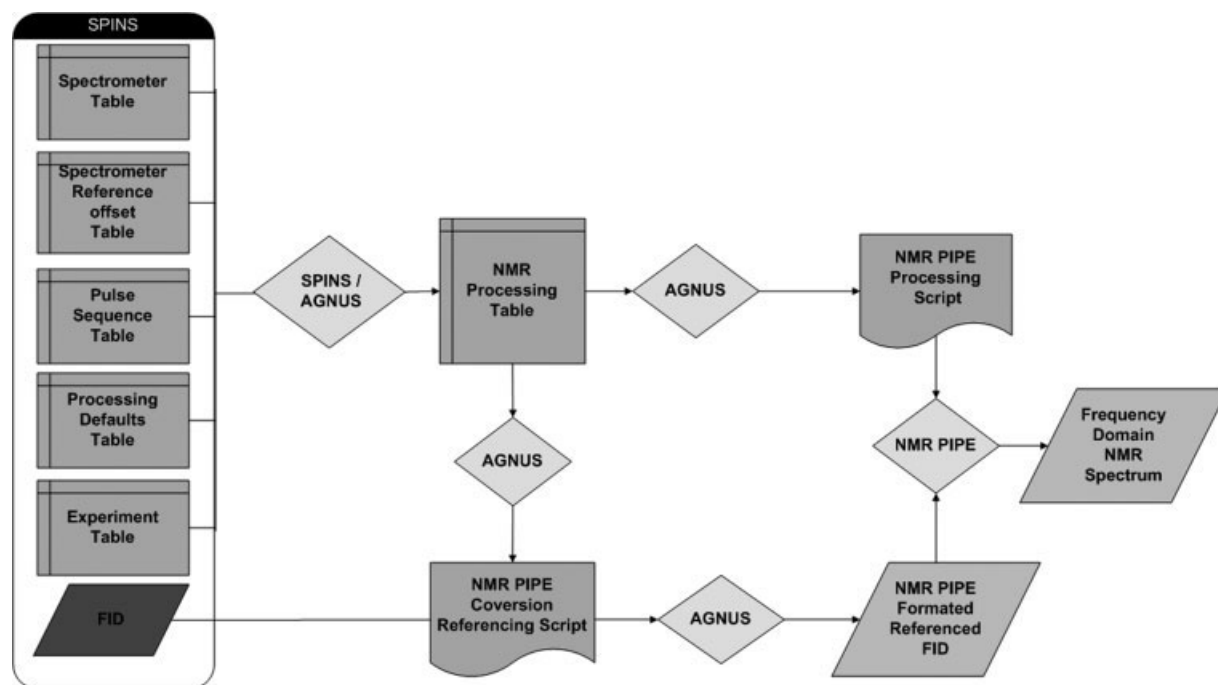 SPINS
Spectrometer
Table
Spectrometer
Reference
offset
Table
Pulse
Sequence
Table
Processing
Defaults
Table
Experiment
Table
FID
SPINS /
AGNUS
NMR
Processing
Table
AGNUS
NMR PIPE
Processing
Script
AGNUS
NMR PIPE
Frequency
Domain
NMR
Spectrum
NMR PIPE
Coversion
Referencing Script
AGNUS
NMR PIPE
Formated
Referenced
FID